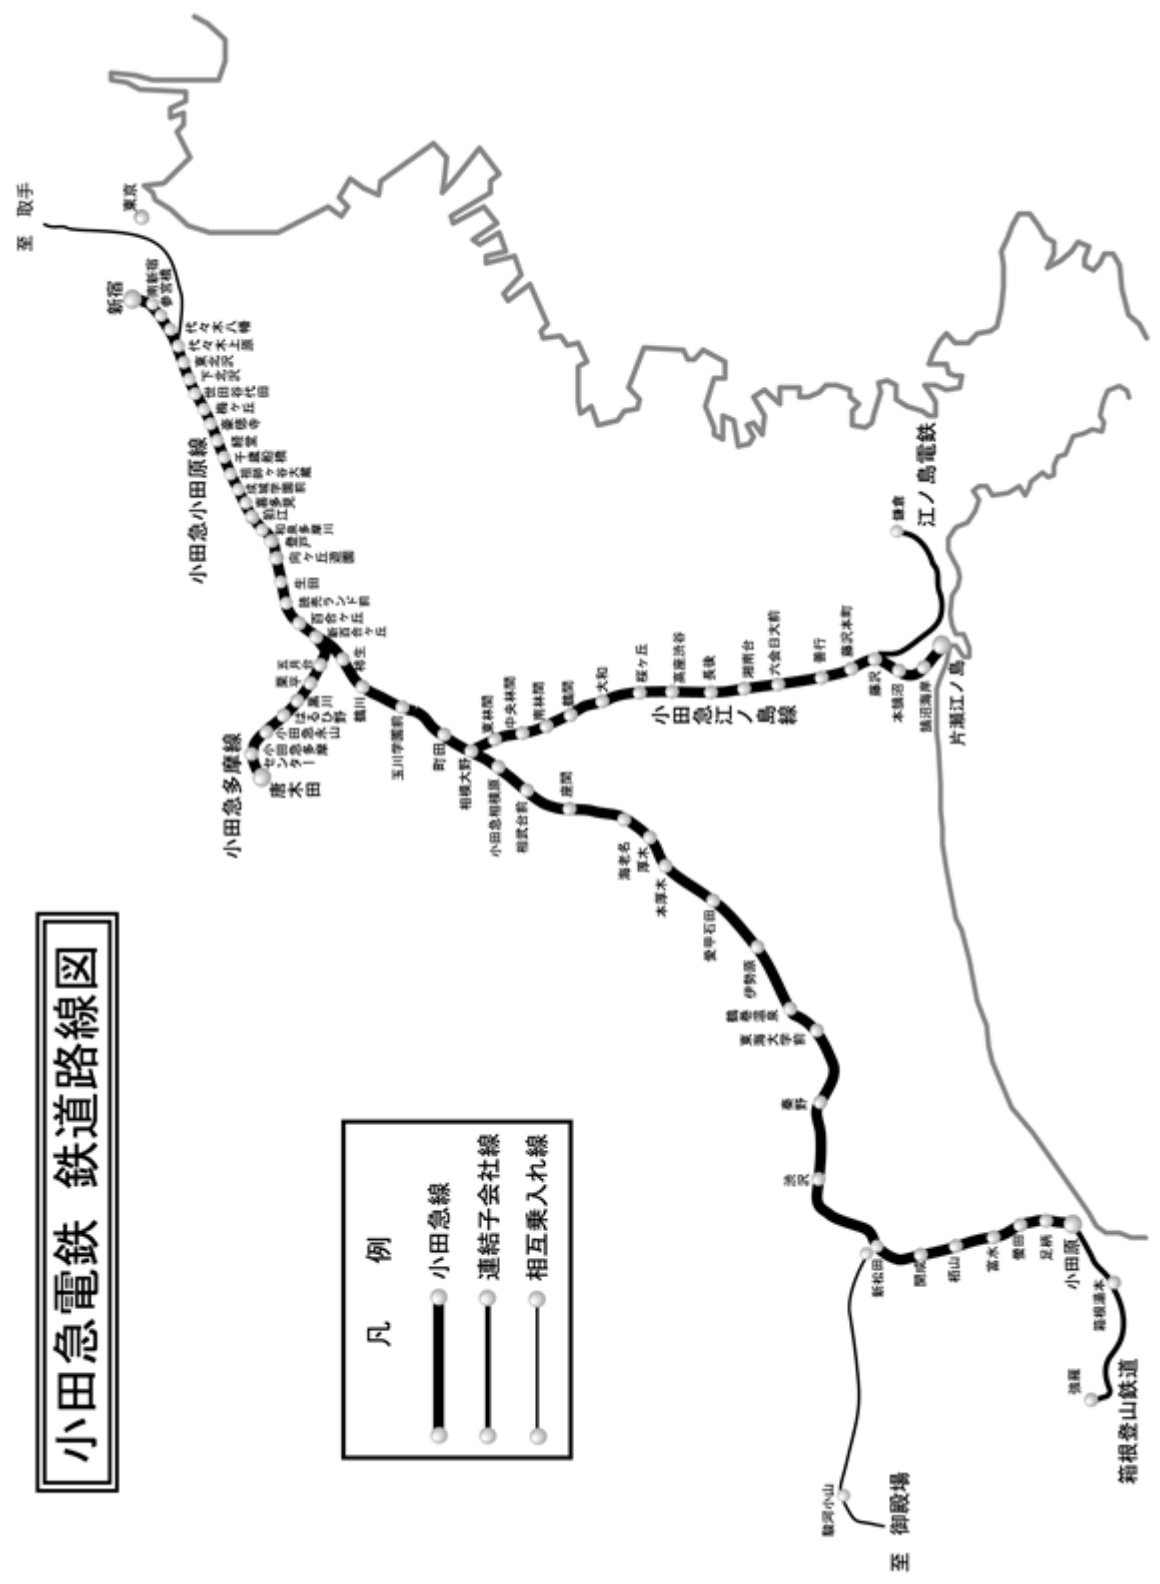 小田急電鉄 鉄道路線図
凡例
小田急線
連結子会社線
相互乗入れ線
至 取手
東京
新宿
南新宿
参宮橋
代々木八幡
代々木上原
東北沢
下北沢
世田谷代田
梅ケ丘
豪徳寺
経堂
千歳船橋
祖師ヶ谷大蔵
成城学園前
喜多見
狛江
和泉多摩川
登戸
向ヶ丘遊園
生田
読売ランド前
百合ヶ丘
新百合ヶ丘
小田急小田原線
五月台
栗平
黒川
はるひ野
小田急永山
小田急多摩
センター
唐木田
小田急多摩線
柿生
鶴川
玉川学園前
町田
相模大野
小田急相模原
相武台前
座間
海老名
厚木
本厚木
愛甲石田
伊勢原
鶴巻温泉
東海大学前
秦野
渋沢
新松田
開成
栢山
富水
螢田
足柄
小田原
箱根湯本
強羅
箱根登山鉄道
駿河小山
至 御殿場
東林間
中央林間
南林間
鶴間
大和
桜ヶ丘
高座渋谷
長後
湘南台
六会日大前
善行
藤沢本町
藤沢
本鵠沼
鵠沼海岸
片瀬江ノ島
小田急江ノ島線
鎌倉
江ノ島電鉄